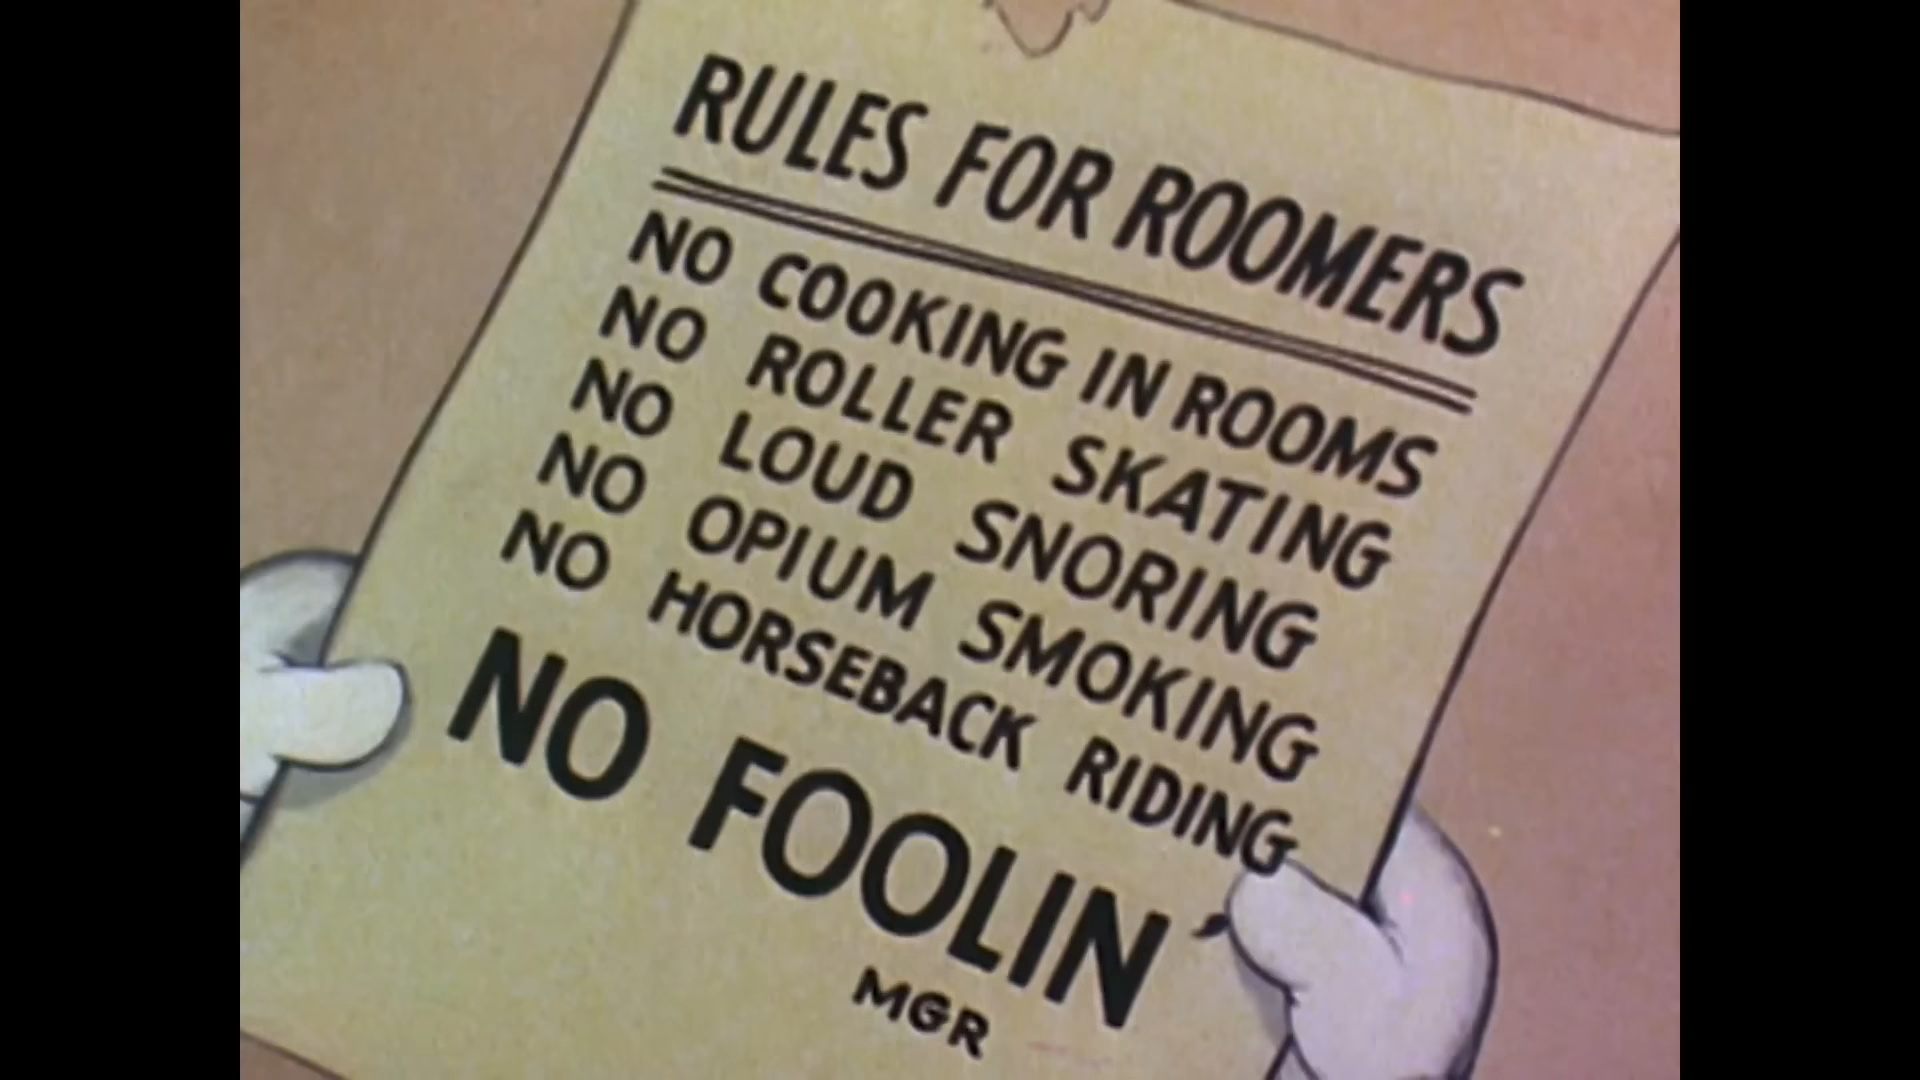 RULES FOR ROOMERS
NO COOKING IN ROOMS
NO ROLLER SKATING
NO LOUD SNORING
NO OPIUM SMOKING
NO HORSEBACK RIDING
NO FOOLIN'
MGR